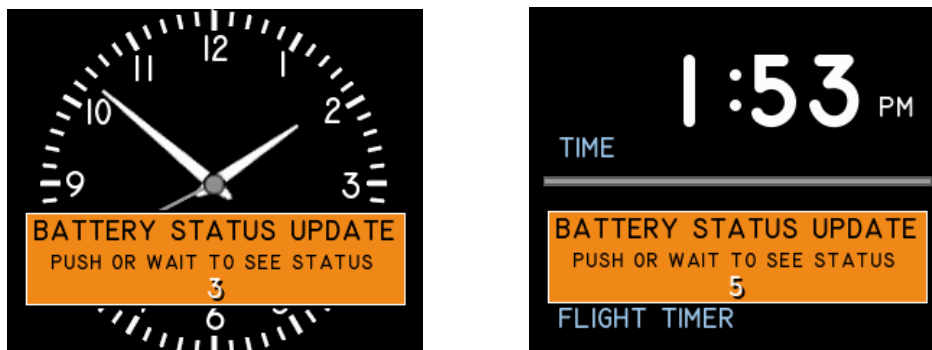 12
11
1
10
2
9
3
BATTERY STATUS UPDATE
PUSH OR WAIT TO SEE STATUS
3
6
1:53 PM
TIME
BATTERY STATUS UPDATE
PUSH OR WAIT TO SEE STATUS
5
FLIGHT TIMER